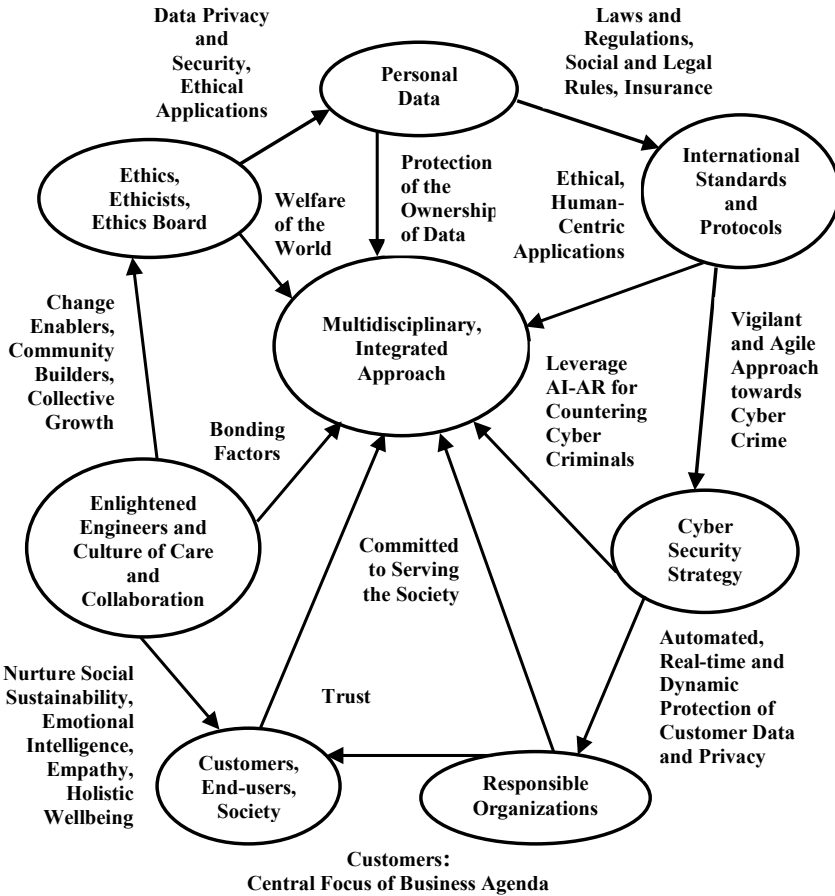 Data Privacy
and
Security,
Ethical
Applications
Personal
Data
Laws and
Regulations,
Social and Legal
Rules, Insurance
Ethics,
Ethicists,
Ethics Board
Welfare
of the
World
Protection
of the
Ownership
of Data
Ethical,
Human-
Centric
Applications
International
Standards
and
Protocols
Change
Enablers,
Community
Builders,
Collective
Growth
Multidisciplinary,
Integrated
Approach
Leverage
AI-AR for
Countering
Cyber
Criminals
Vigilant
and Agile
Approach
towards
Cyber
Crime
Bonding
Factors
Enlightened
Engineers and
Culture of Care
and
Collaboration
Committed
to Serving
the Society
Cyber
Security
Strategy
Nurture Social
Sustainability,
Emotional
Intelligence,
Empathy,
Holistic
Wellbeing
Trust
Automated,
Real-time and
Dynamic
Protection of
Customer Data
and Privacy
Customers,
End-users,
Society
Responsible
Organizations
Customers:
Central Focus of Business Agenda